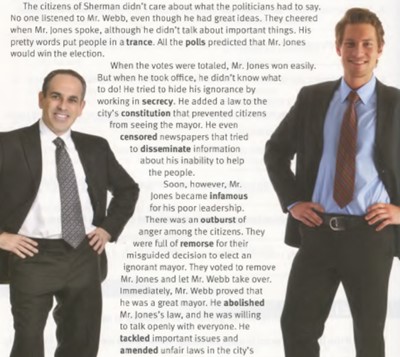 The citizens of Sherman didn't care about what the politicians had to say.
No one listened to Mr. Webb, even though he had great ideas. They cheered
when Mr. Jones spoke, although he didn't talk about important things. His
pretty words put people in a trance. All the polls predicted that Mr. Jones
would win the election.
When the votes were totaled, Mr. Jones won easily.
But when he took office, he didn't know what
to do! He tried to hide his ignorance by
working in secrecy. He added a law to the
city's constitution that prevented citizens
from seeing the mayor. He even
censored newspapers that tried
to disseminate information
about his inability to help
the people.
Soon, however, Mr.
Jones became infamous
for his poor leadership.
There was an outburst of
anger among the citizens. They
were full of remorse for their
misguided decision to elect an
ignorant mayor. They voted to remove
Mr. Jones and let Mr. Webb take over.
Immediately, Mr. Webb proved that
he was a great mayor. He abolished
Mr. Jones's law, and he was willing
to talk openly with everyone. He
tackled important issues and
amended unfair laws in the city's